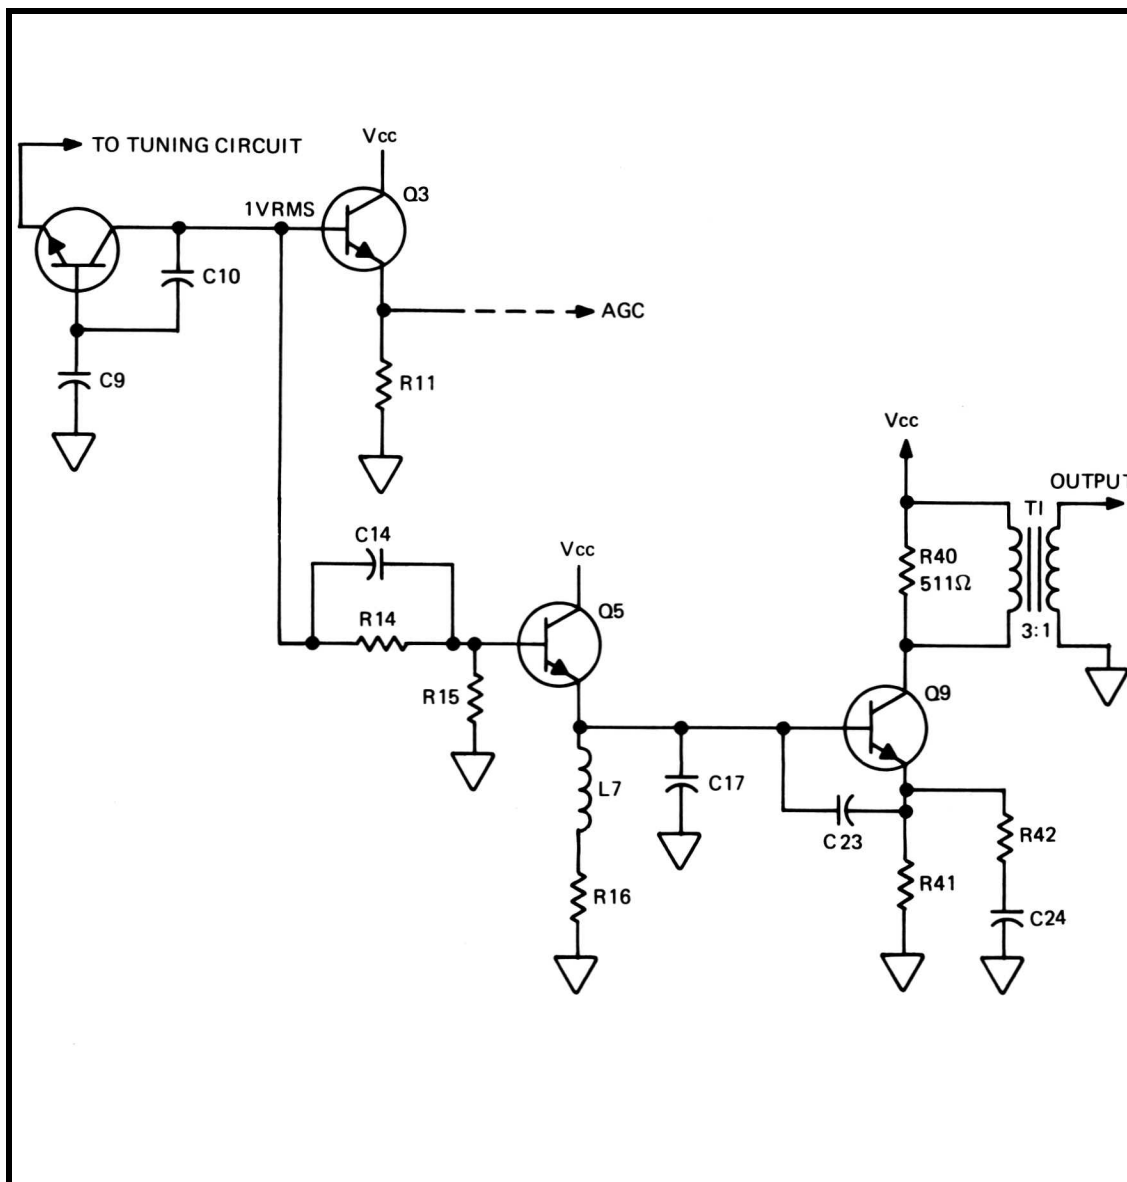 TO TUNING CIRCUIT
Vcc
Q3
1VRMS
C10
AGC
C9
R11
Vcc
OUTPUT
T1
C14
Vcc
R40
511Ω
R14
Q5
3:1
R15
Q9
L7
C17
C23
R42
R16
R41
C24